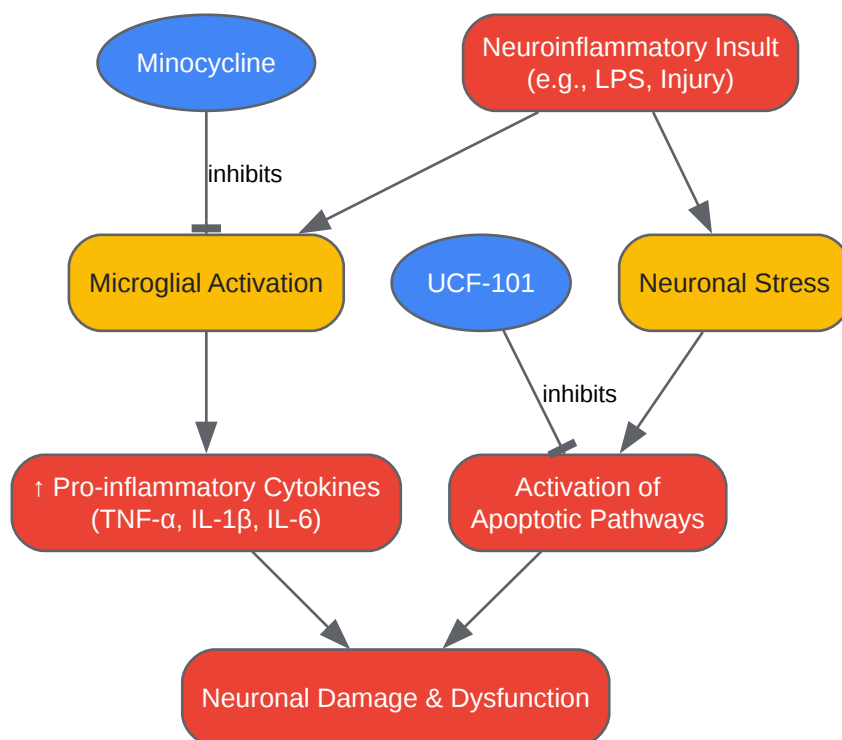 Minocycline
Neuroinflammatory Insult
(e.g., LPS, Injury)
inhibits
Microglial Activation
UCF-101
Neuronal Stress
inhibits
↑ Pro-inflammatory Cytokines
(TNF-α, IL-1β, IL-6)
Activation of
Apoptotic Pathways
Neuronal Damage & Dysfunction